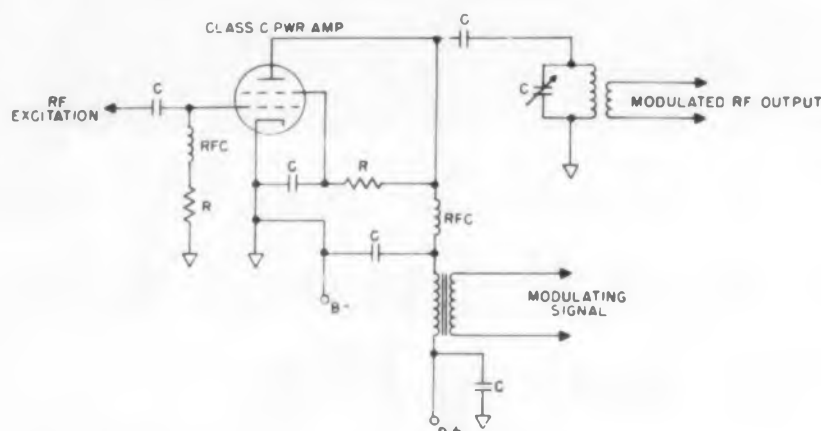 CLASS C PWR AMP
C
C
RF
EXCITATION
C
MODULATED RF OUTPUT
RFC
C
R
R
RFC
C
B-
MODULATING
SIGNAL
C